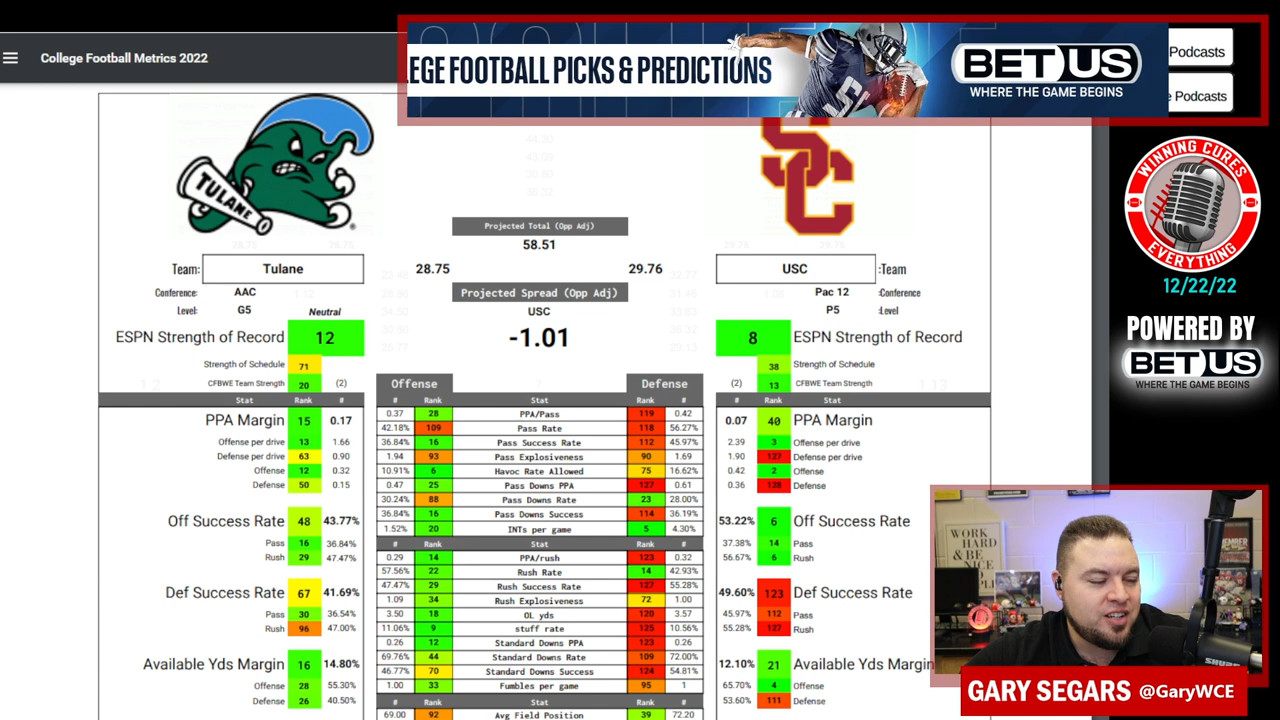 College Football Metrics 2022
EGE FOOTBALL PICKS & PREDICTIONS
BETUS
WHERE THE GAME BEGINS
Podcasts
e Podcasts
TULANE
SC
WINNING CURES
EVERYTHING
12/22/22
POWERED BY
BETUS
WHERE THE GAME BEGINS
Projected Total (Opp Adj)
58.51
Team: Tulane 28.75 29.76 USC :Team
Conference: AAC Projected Spread (Opp Adj) Pac 12 :Conference
Level: G5 Neutral USC P5 :Level
ESPN Strength of Record 12 -1.01 8 ESPN Strength of Record
Strength of Schedule 71 38 Strength of Schedule
CFBWE Team Strength 20 (2) Offense Defense (2) 13 CFBWE Team Strength
Stat Rank # # Rank Stat Rank # # Rank Stat
PPA Margin 15 0.17 0.07 40 PPA Margin
Offense per drive 13 1.66 2.39 3 Offense per drive
Defense per drive 63 0.90 1.90 127 Defense per drive
Offense 12 0.32 0.42 2 Offense
Defense 50 0.15 0.36 128 Defense
Off Success Rate 48 43.77% 53.22% 6 Off Success Rate
Pass 16 36.84% 37.38% 14 Pass
Rush 29 47.47% 56.67% 6 Rush
Def Success Rate 67 41.69% 49.60% 123 Def Success Rate
Pass 30 36.54% 45.97% 112 Pass
Rush 96 47.00% 55.28% 127 Rush
Available Yds Margin 16 14.80% 12.10% 21 Available Yds Margin
Offense 28 55.30% 65.70% 4 Offense
Defense 26 40.50% 53.60% 111 Defense
0.37 28 PPA/Pass 119 0.42
42.18% 109 Pass Rate 118 56.27%
36.84% 16 Pass Success Rate 112 45.97%
1.94 93 Pass Explosiveness 90 1.69
10.91% 6 Havoc Rate Allowed 75 16.62%
0.47 25 Pass Downs PPA 127 0.61
30.24% 88 Pass Downs Rate 23 28.00%
36.84% 16 Pass Downs Success 114 36.19%
1.52% 20 INTs per game 5 4.30%
# Rank Stat Rank #
0.29 14 PPA/rush 123 0.32
57.56% 22 Rush Rate 14 42.93%
47.47% 29 Rush Success Rate 127 55.28%
1.09 34 Rush Explosiveness 72 1.00
3.50 18 OL yds 120 3.57
11.06% 9 stuff rate 125 10.56%
0.26 12 Standard Downs PPA 123 0.26
69.76% 44 Standard Downs Rate 109 72.00%
46.77% 70 Standard Downs Success 124 54.81%
1.00 33 Fumbles per game 95 1
# Rank Stat Rank #
69.00 92 Avg Field Position 39 72.20
WORK
HARD
& BE
GARY SEGARS @GaryWCE